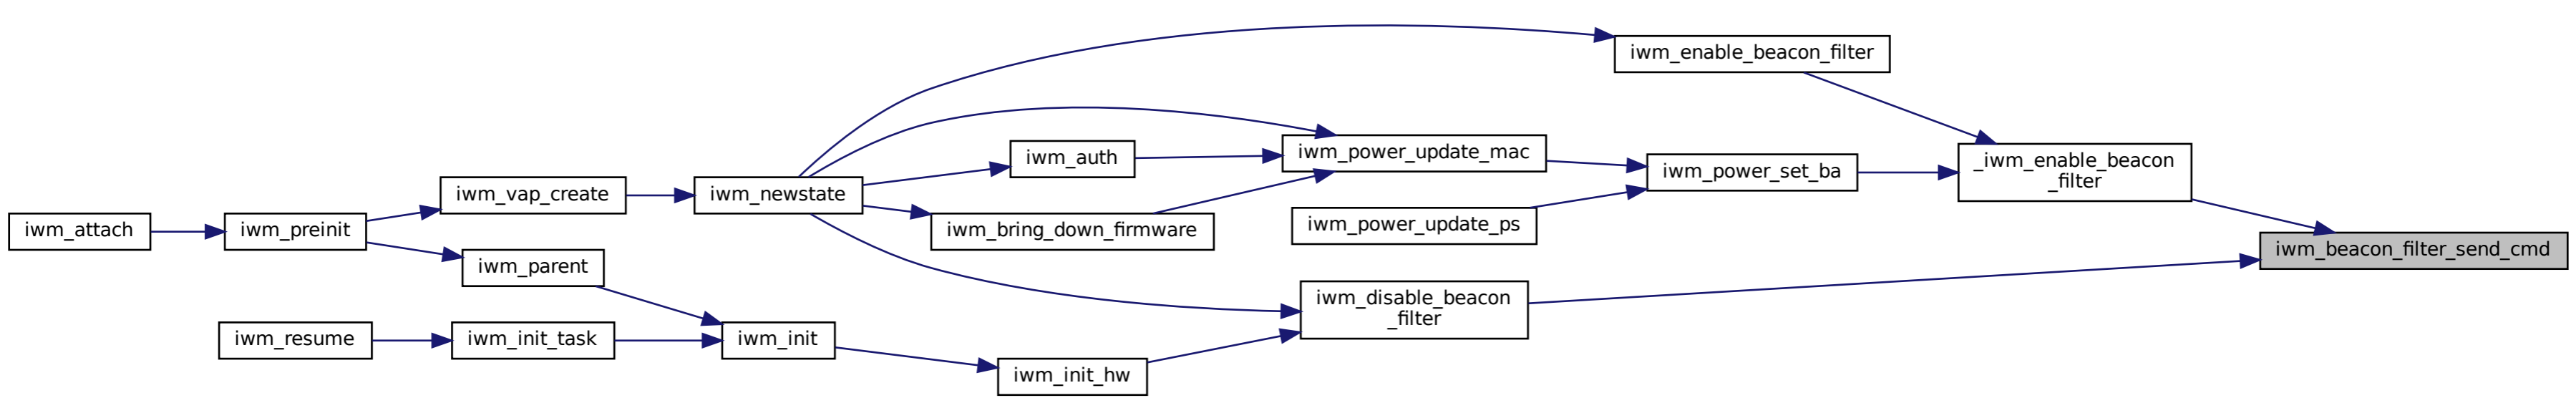 iwm_enable_beacon_filter
iwm_auth
iwm_power_update_mac
_iwm_enable_beacon
_filter
iwm_power_set_ba
iwm_vap_create
iwm_newstate
iwm_attach
iwm_preinit
iwm_bring_down_firmware
iwm_power_update_ps
iwm_beacon_filter_send_cmd
iwm_parent
iwm_disable_beacon
_filter
iwm_resume
iwm_init_task
iwm_init
iwm_init_hw